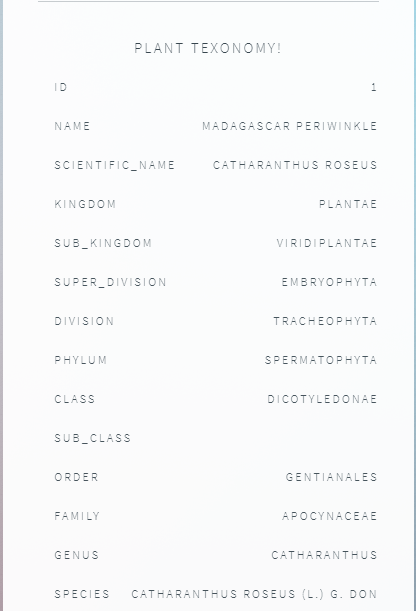 PLANT TEXONOMY!
ID 1
NAME MADAGASCAR PERIWINKLE
SCIENTIFIC_NAME CATHARANTHUS ROSEUS
KINGDOM PLANTAE
SUB_KINGDOM VIRIDIPLANTAE
SUPER_DIVISION EMBRYOPHYTA
DIVISION TRACHEOPHYTA
PHYLUM SPERMATOPHYTA
CLASS DICOTYLEDONAE
SUB_CLASS
ORDER GENTIANALES
FAMILY APOCYNACEAE
GENUS CATHARANTHUS
SPECIES CATHARANTHUS ROSEUS (L.) G. DON